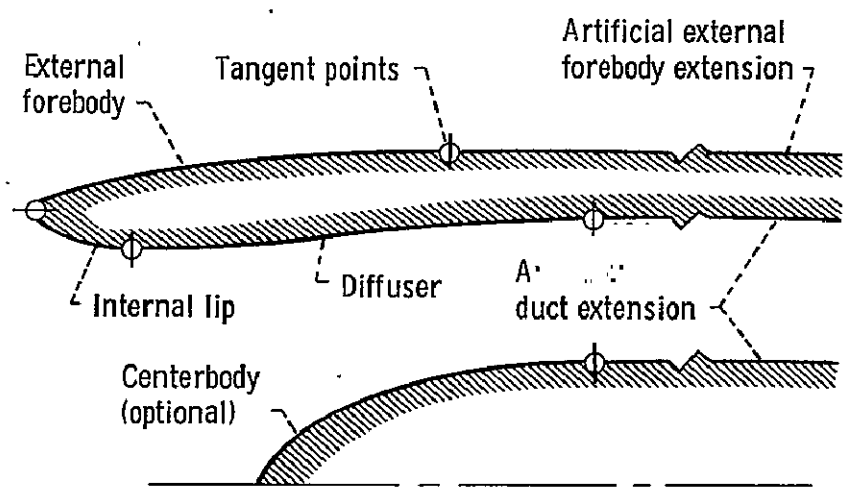 External
forebody
Tangent points
Artificial external
forebody extension
Internal lip
Diffuser
duct extension
Centerbody
(optional)